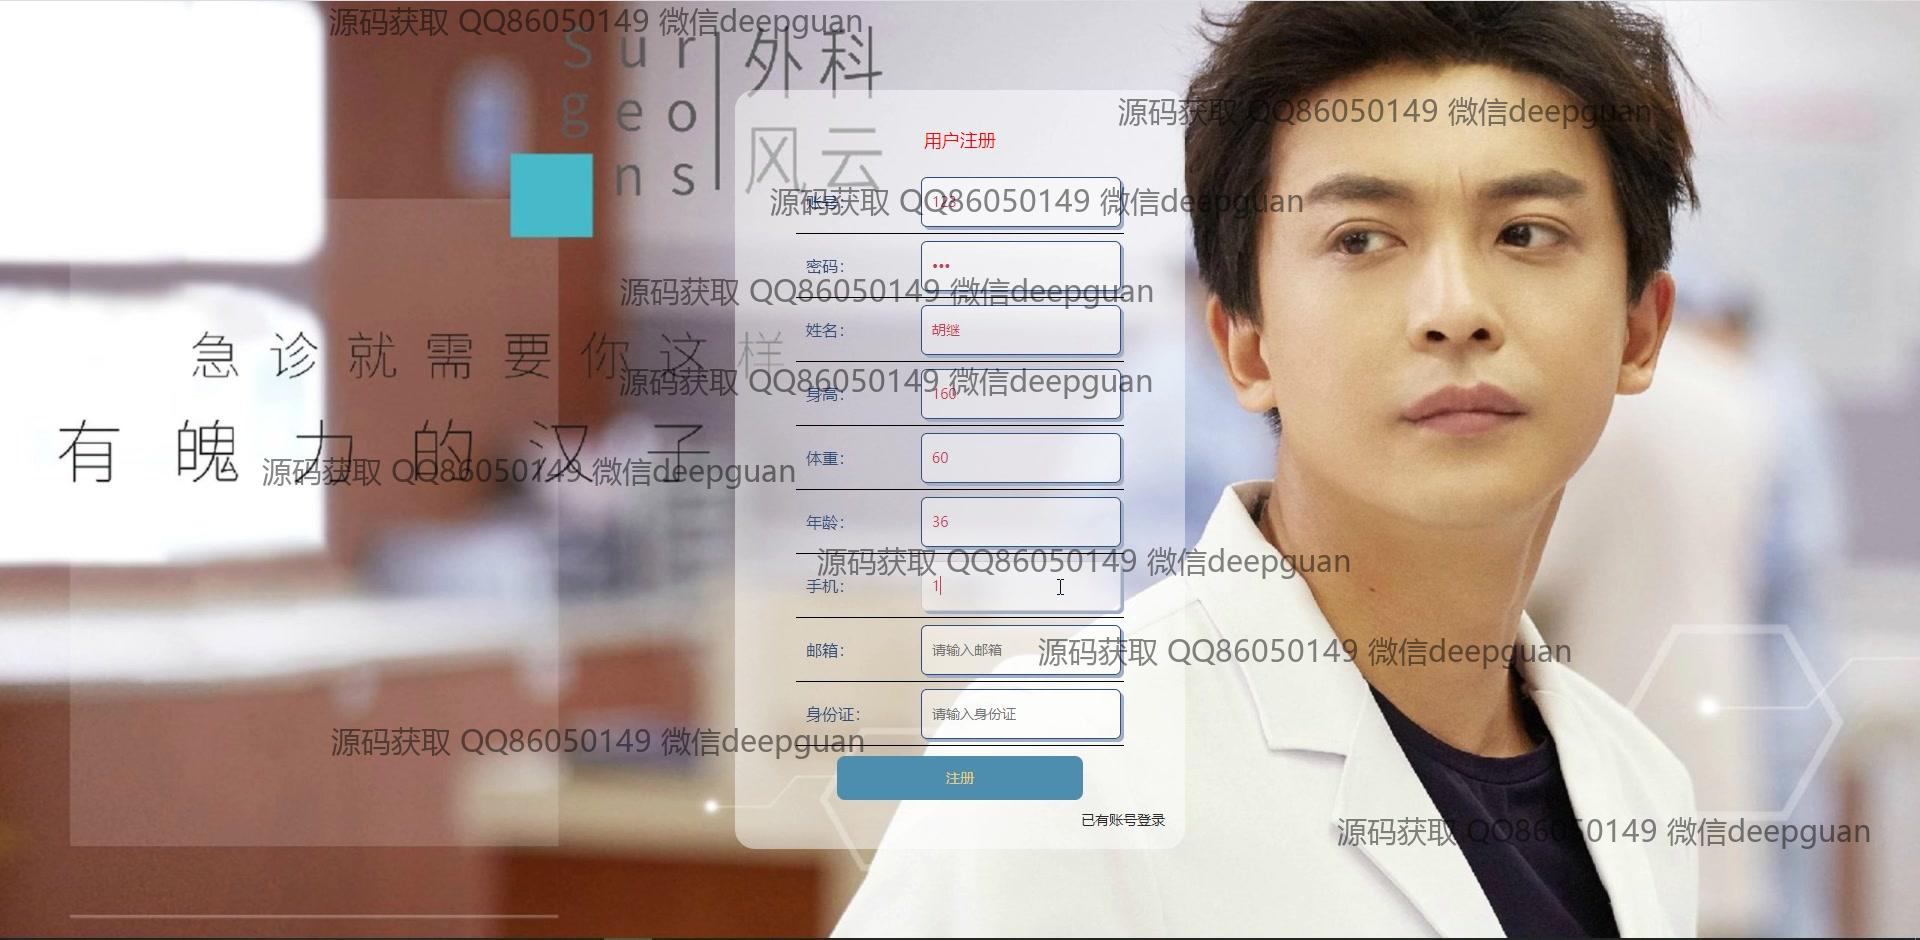 源码获取 QQ86050149 微信deepguan
Sur
geo
ns
外科
风云
源码获取 QQ86050149 微信deepguan
用户注册
账号: 123
源码获取 QQ86050149 微信deepguan
密码: •••
源码获取 QQ86050149 微信deepguan
姓名: 胡继
急诊就需要你这样
源码获取 QQ86050149 微信deepguan
身高: 160
有魄力的汉子
体重: 60
源码获取 QQ86050149 微信deepguan
年龄: 36
源码获取 QQ86050149 微信deepguan
手机: 1
邮箱: 请输入邮箱
源码获取 QQ86050149 微信deepguan
身份证: 请输入身份证
源码获取 QQ86050149 微信deepguan
注册
已有账号登录
源码获取 QQ86050149 微信deepguan